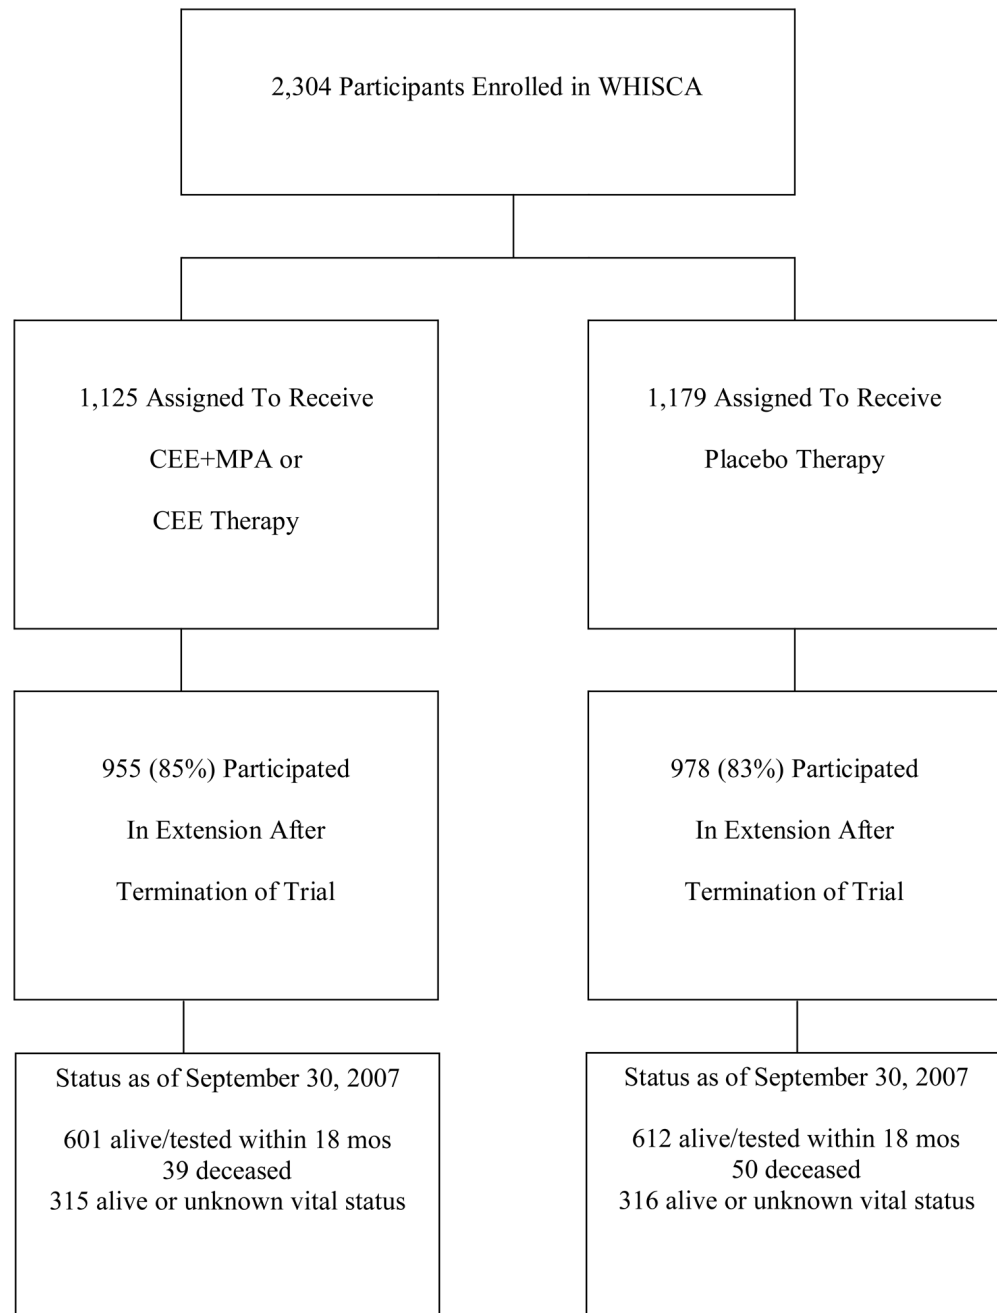 2,304 Participants Enrolled in WHISCA
1,125 Assigned To Receive
CEE+MPA or
CEE Therapy
1,179 Assigned To Receive
Placebo Therapy
955 (85%) Participated
In Extension After
Termination of Trial
978 (83%) Participated
In Extension After
Termination of Trial
Status as of September 30, 2007
601 alive/tested within 18 mos
39 deceased
315 alive or unknown vital status
Status as of September 30, 2007
612 alive/tested within 18 mos
50 deceased
316 alive or unknown vital status